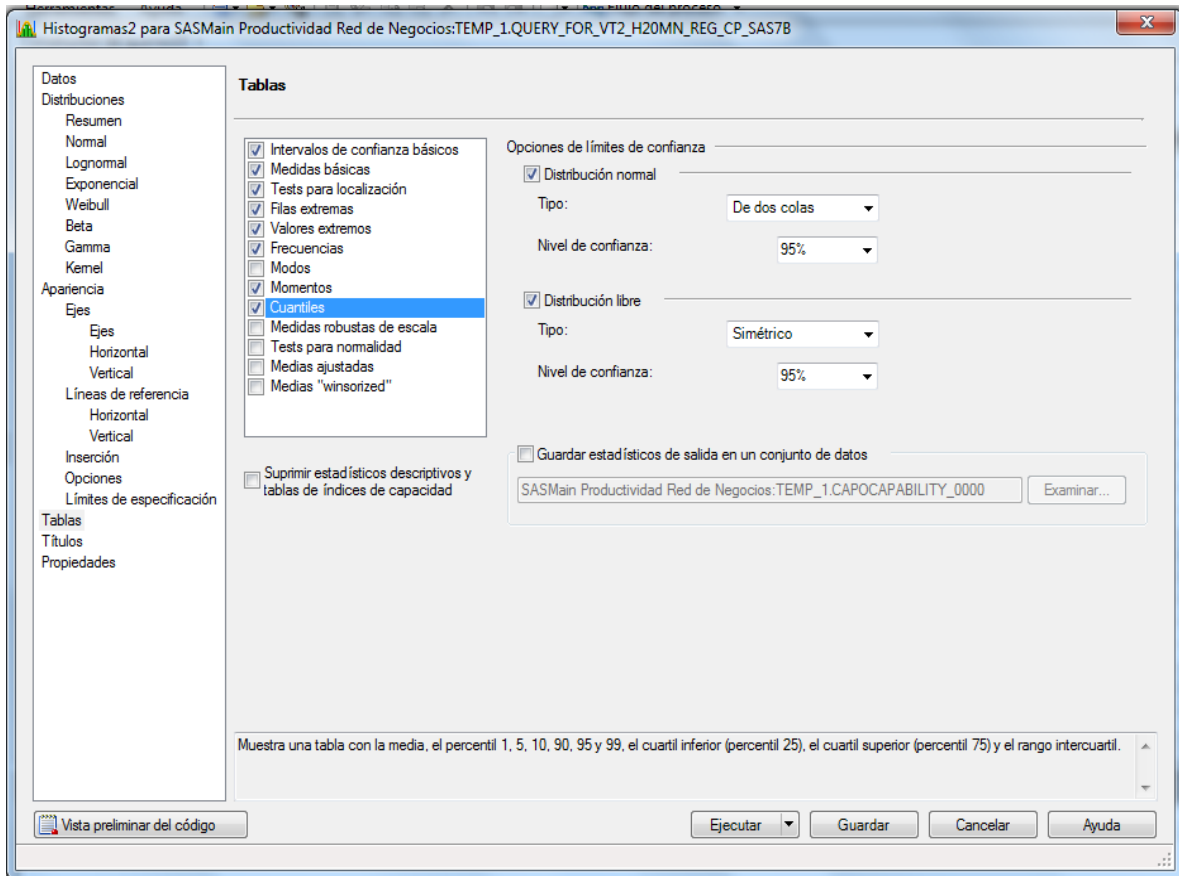 Herramientas Ayuda Flujo del proceso
Histogramas2 para SASMain Productividad Red de Negocios:TEMP_1.QUERY_FOR_VT2_H20MN_REG_CP_SAS7B
Datos
Distribuciones
Resumen
Normal
Lognormal
Exponencial
Weibull
Beta
Gamma
Kernel
Apariencia
Ejes
Ejes
Horizontal
Vertical
Líneas de referencia
Horizontal
Vertical
Inserción
Opciones
Límites de especificación
Tablas
Títulos
Propiedades
Tablas
Intervalos de confianza básicos
Medidas básicas
Tests para localización
Filas extremas
Valores extremos
Frecuencias
Modos
Momentos
Cuantiles
Medidas robustas de escala
Tests para normalidad
Medias ajustadas
Medias "winsorized"
Suprimir estadísticos descriptivos y
tablas de índices de capacidad
Opciones de límites de confianza
Distribución normal
Tipo: De dos colas
Nivel de confianza: 95%
Distribución libre
Tipo: Simétrico
Nivel de confianza: 95%
Guardar estadísticos de salida en un conjunto de datos
SASMain Productividad Red de Negocios:TEMP_1.CAPOCAPABILITY_0000 Examinar...
Muestra una tabla con la media, el percentil 1, 5, 10, 90, 95 y 99, el cuartil inferior (percentil 25), el cuartil superior (percentil 75) y el rango intercuartil.
Vista preliminar del código Ejecutar Guardar Cancelar Ayuda